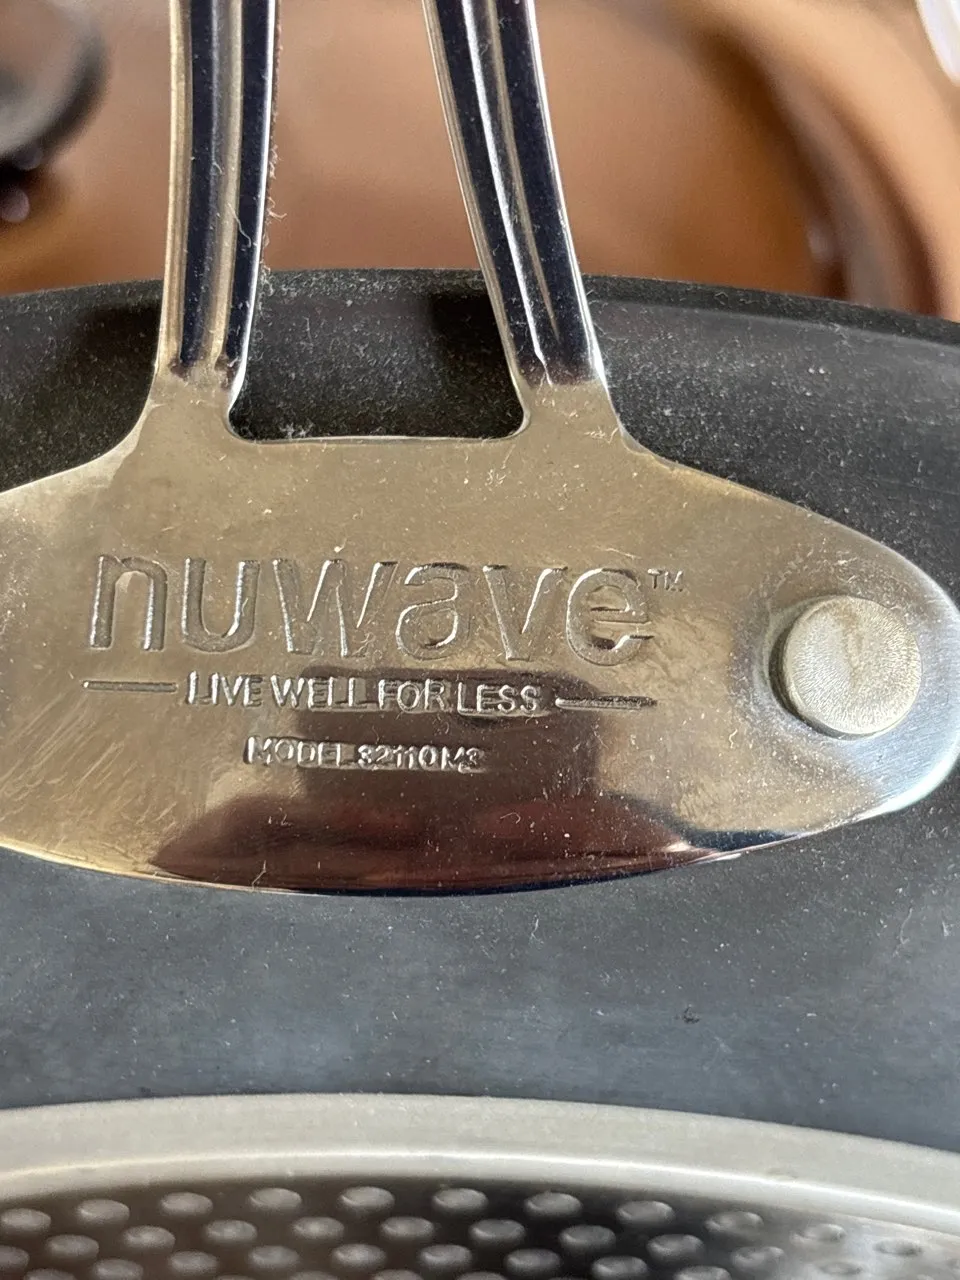 nuwave™
LIVE WELL FOR LESS
MODEL 32110M3